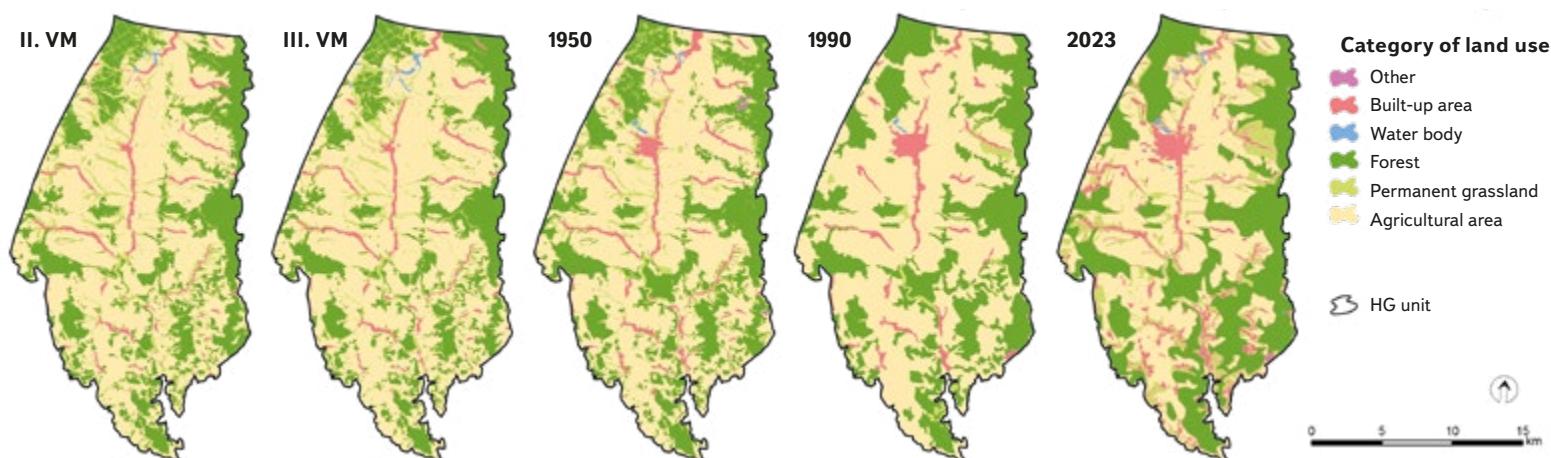 II. VM
III. VM
1950
1990
2023
Category of land use
Other
Built-up area
Water body
Forest
Permanent grassland
Agricultural area
HG unit
0 5 10 15
km